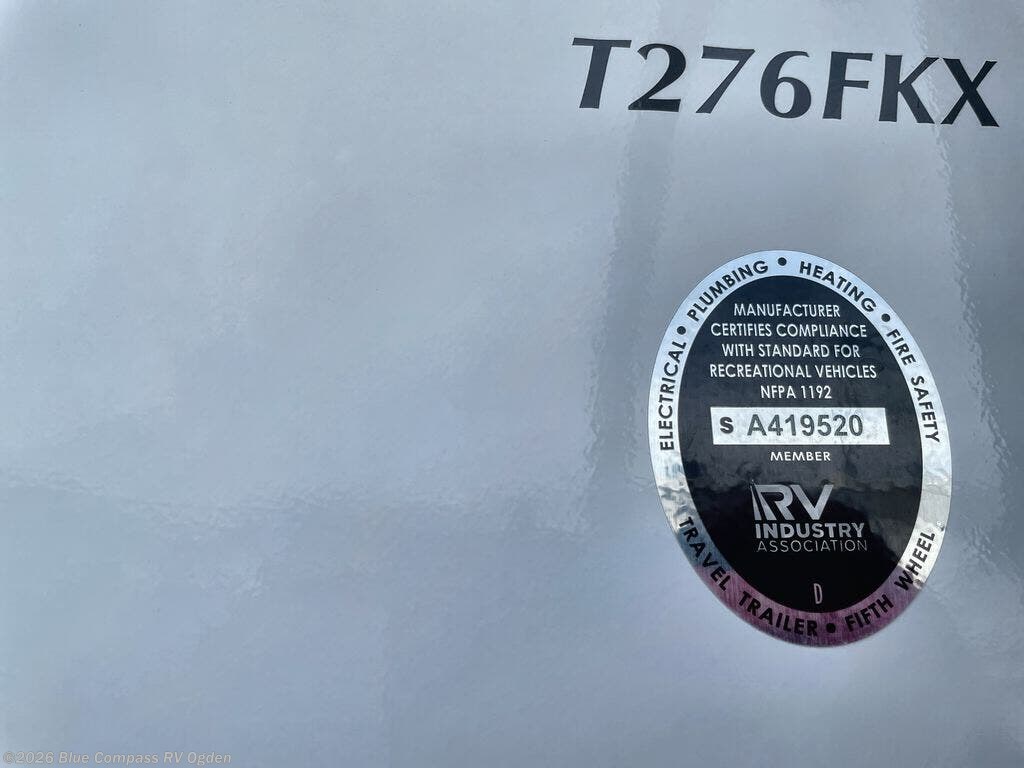 T276FKX
ELECTRICAL • PLUMBING • HEATING • FIRE SAFETY
MANUFACTURER
CERTIFIES COMPLIANCE
WITH STANDARD FOR
RECREATIONAL VEHICLES
NFPA 1192
S A419520
MEMBER
RV
INDUSTRY
ASSOCIATION
D
TRAVEL TRAILER • FIFTH WHEEL
©2026 Blue Compass RV Ogden